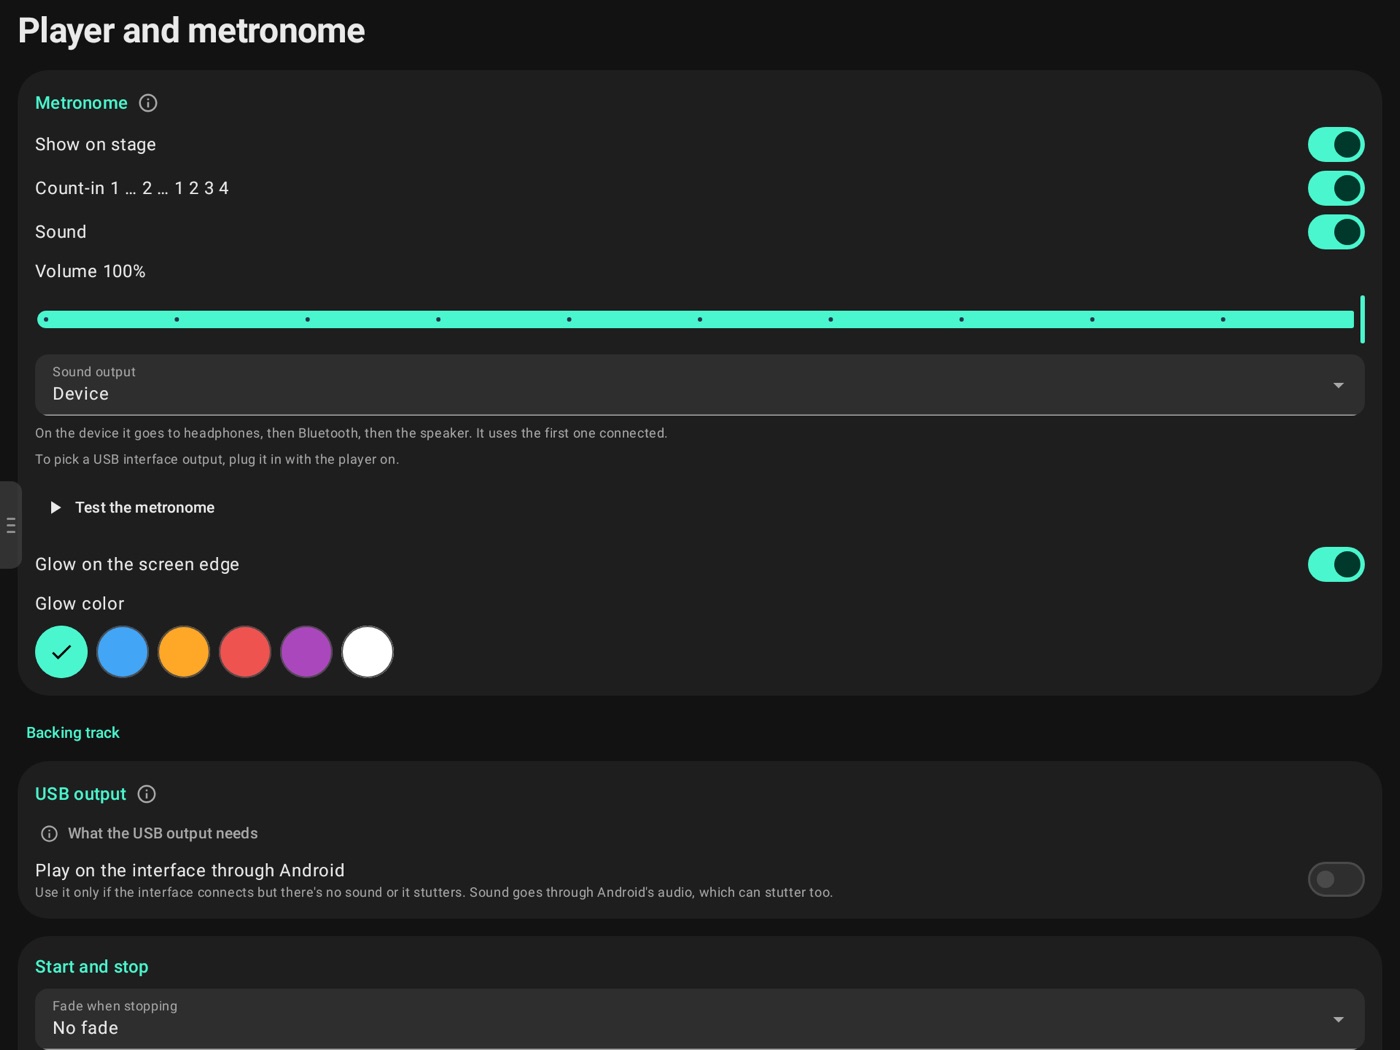 Player and metronome
Metronome
Show on stage
Count-in 1 ... 2 ... 1 2 3 4
Sound
Volume 100%
Sound output
Device
On the device it goes to headphones, then Bluetooth, then the speaker. It uses the first one connected.
To pick a USB interface output, plug it in with the player on.
Test the metronome
Glow on the screen edge
Glow color
Backing track
USB output
What the USB output needs
Play on the interface through Android
Use it only if the interface connects but there's no sound or it stutters. Sound goes through Android's audio, which can stutter too.
Start and stop
Fade when stopping
No fade